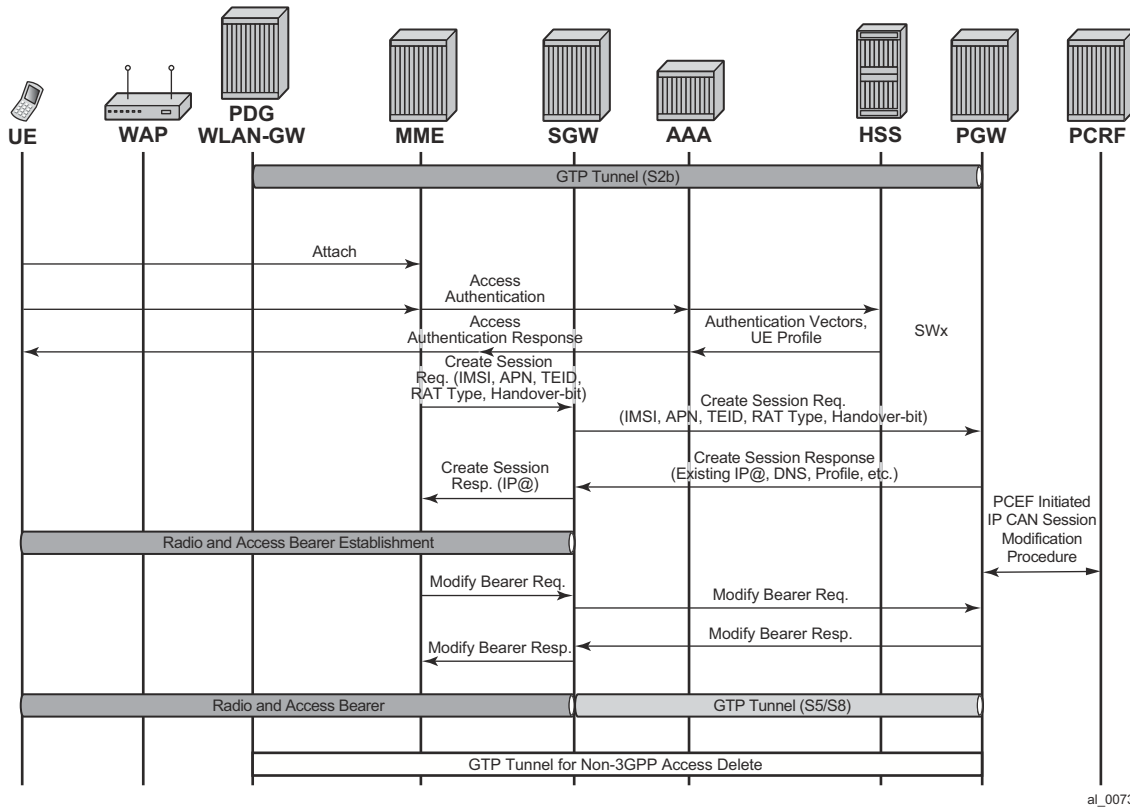 UE
WAP
PDG
WLAN-GW
MME
SGW
AAA
HSS
PGW
PCRF
GTP Tunnel (S2b)
Attach
Access
Authentication
Access
Authentication Response
Authentication Vectors,
UE Profile
SWx
Create Session
Req. (IMSI, APN, TEID,
RAT Type, Handover-bit)
Create Session Req.
(IMSI, APN, TEID, RAT Type, Handover-bit)
Create Session Response
(Existing IP@, DNS, Profile, etc.)
Create Session
Resp. (IP@)
PCEF Initiated
IP CAN Session
Modification
Procedure
Radio and Access Bearer Establishment
Modify Bearer Req.
Modify Bearer Req.
Modify Bearer Resp.
Modify Bearer Resp.
Radio and Access Bearer
GTP Tunnel (S5/S8)
GTP Tunnel for Non-3GPP Access Delete
al_0073